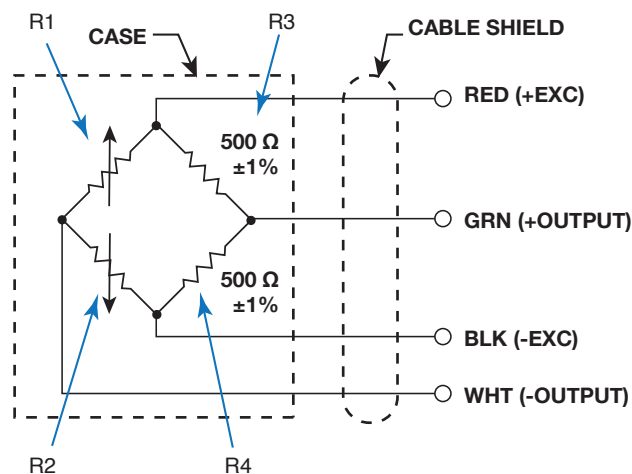 R1
CASE
R3
CABLE SHIELD
RED (+EXC)
500 Ω
±1%
GRN (+OUTPUT)
500 Ω
±1%
BLK (-EXC)
WHT (-OUTPUT)
R2
R4